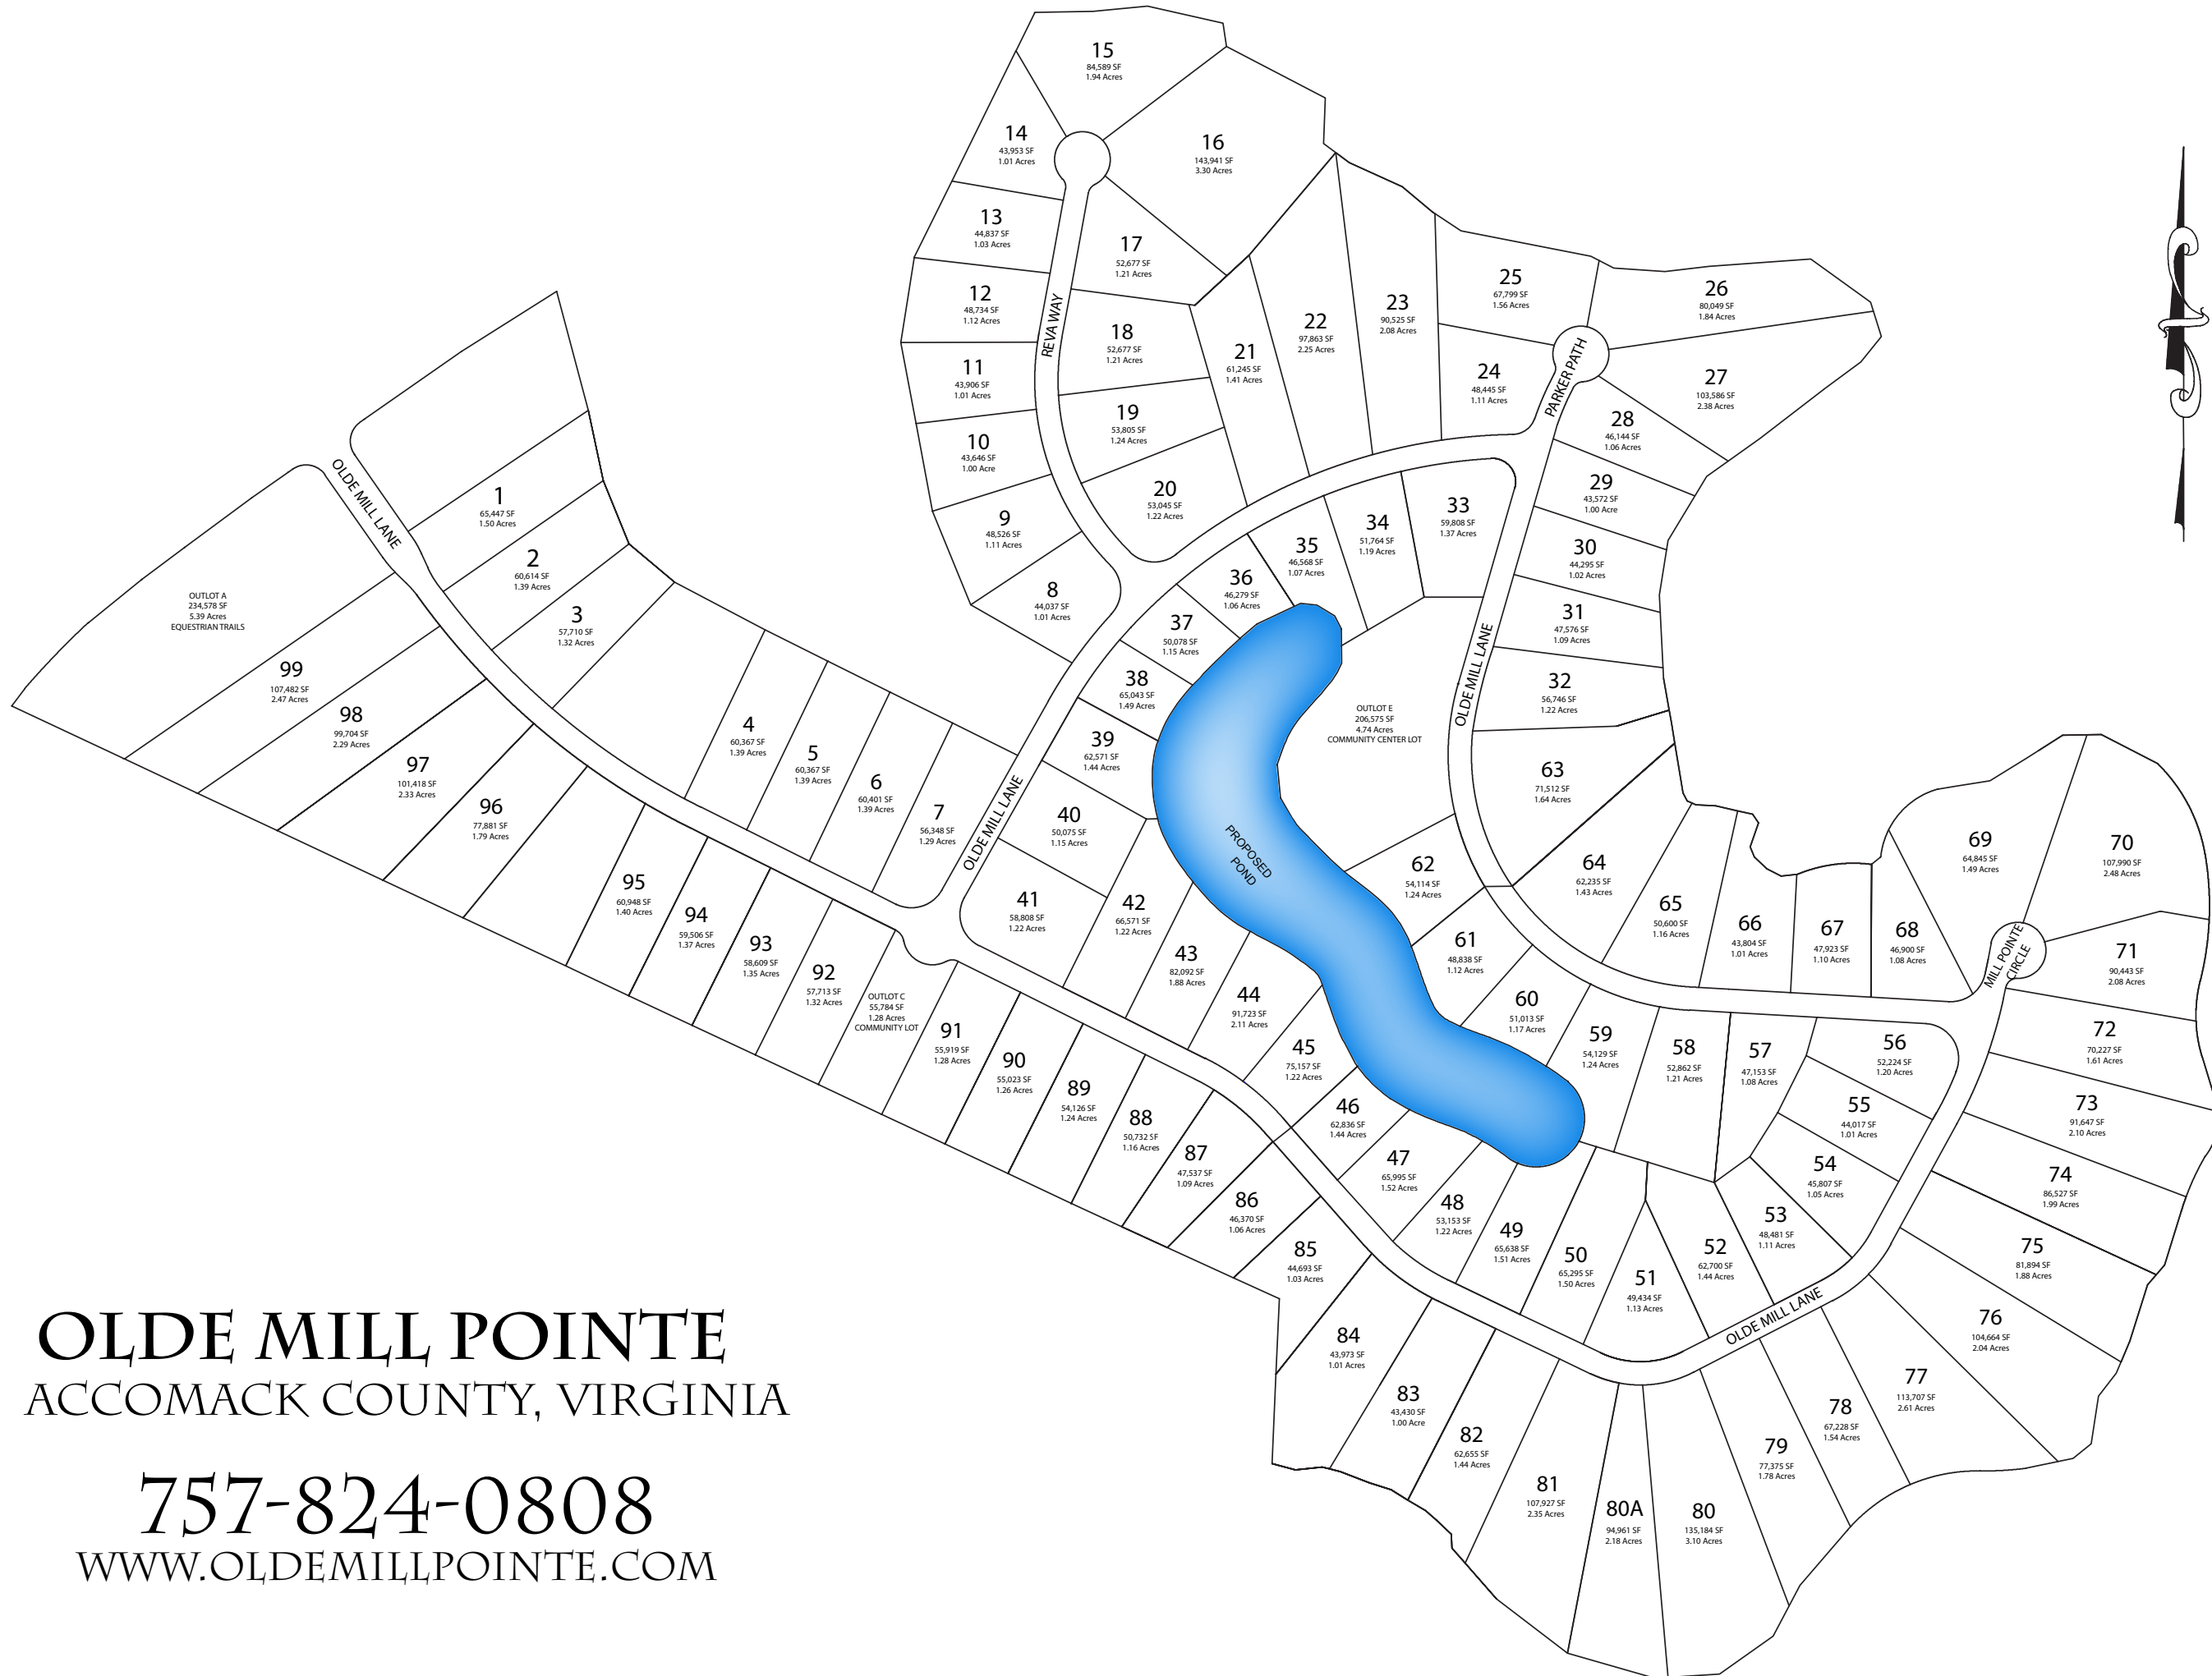 15
84,589 SF
1.94 Acres
14
43,953 SF
1.01 Acres
16
143,941 SF
3.30 Acres
13
44,837 SF
1.03 Acres
17
52,677 SF
1.21 Acres
12
48,734 SF
1.12 Acres
REVA WAY
18
52,677 SF
1.21 Acres
11
43,906 SF
1.01 Acres
19
53,805 SF
1.24 Acres
10
43,646 SF
1.00 Acre
20
53,045 SF
1.22 Acres
9
48,526 SF
1.11 Acres
8
44,037 SF
1.01 Acres
21
61,245 SF
1.41 Acres
22
97,863 SF
2.25 Acres
23
90,525 SF
2.08 Acres
25
67,799 SF
1.56 Acres
24
48,445 SF
1.11 Acres
PARKER PATH
26
80,049 SF
1.84 Acres
27
103,586 SF
2.38 Acres
28
46,144 SF
1.06 Acres
29
43,572 SF
1.00 Acre
30
44,295 SF
1.02 Acres
31
47,576 SF
1.09 Acres
32
56,746 SF
1.22 Acres
OLDE MILL LANE
33
59,808 SF
1.37 Acres
34
51,764 SF
1.19 Acres
35
46,568 SF
1.07 Acres
36
46,279 SF
1.06 Acres
37
50,078 SF
1.15 Acres
38
65,043 SF
1.49 Acres
39
62,571 SF
1.44 Acres
40
50,075 SF
1.15 Acres
41
58,808 SF
1.22 Acres
42
66,571 SF
1.22 Acres
43
82,092 SF
1.88 Acres
44
91,723 SF
2.11 Acres
45
75,157 SF
1.22 Acres
46
62,836 SF
1.44 Acres
47
65,995 SF
1.52 Acres
48
53,153 SF
1.22 Acres
49
65,638 SF
1.51 Acres
50
65,295 SF
1.50 Acres
51
49,434 SF
1.13 Acres
52
62,700 SF
1.44 Acres
53
48,481 SF
1.11 Acres
54
45,807 SF
1.05 Acres
55
44,017 SF
1.01 Acres
56
52,224 SF
1.20 Acres
57
47,153 SF
1.08 Acres
58
52,862 SF
1.21 Acres
59
54,129 SF
1.24 Acres
60
51,013 SF
1.17 Acres
61
48,838 SF
1.12 Acres
62
54,114 SF
1.24 Acres
OUTLOT E
206,575 SF
4.74 Acres
COMMUNITY CENTER LOT
PROPOSED
POND
63
71,512 SF
1.64 Acres
64
62,235 SF
1.43 Acres
65
50,600 SF
1.16 Acres
66
43,804 SF
1.01 Acres
67
47,923 SF
1.10 Acres
68
46,900 SF
1.08 Acres
69
64,845 SF
1.49 Acres
70
107,990 SF
2.48 Acres
MILL POINTE
CIRCLE
71
90,443 SF
2.08 Acres
72
70,227 SF
1.61 Acres
73
91,647 SF
2.10 Acres
74
86,527 SF
1.99 Acres
75
81,894 SF
1.88 Acres
76
104,664 SF
2.04 Acres
77
113,707 SF
2.61 Acres
78
67,228 SF
1.54 Acres
79
77,375 SF
1.78 Acres
OLDE MILL LANE
80
135,184 SF
3.10 Acres
80A
94,961 SF
2.18 Acres
81
107,927 SF
2.35 Acres
82
62,655 SF
1.44 Acres
83
43,430 SF
1.00 Acre
84
43,973 SF
1.01 Acres
85
44,693 SF
1.03 Acres
86
46,370 SF
1.06 Acres
87
47,537 SF
1.09 Acres
88
50,732 SF
1.16 Acres
89
54,126 SF
1.24 Acres
90
55,023 SF
1.26 Acres
91
55,919 SF
1.28 Acres
OUTLOT C
55,784 SF
1.28 Acres
COMMUNITY LOT
92
57,713 SF
1.32 Acres
93
58,609 SF
1.35 Acres
94
59,506 SF
1.37 Acres
95
60,948 SF
1.40 Acres
96
77,881 SF
1.79 Acres
97
101,418 SF
2.33 Acres
98
99,704 SF
2.29 Acres
99
107,482 SF
2.47 Acres
OUTLOT A
234,578 SF
5.39 Acres
EQUESTRIAN TRAILS
OLDE MILL LANE
1
65,447 SF
1.50 Acres
2
60,614 SF
1.39 Acres
3
57,710 SF
1.32 Acres
4
60,367 SF
1.39 Acres
5
60,367 SF
1.39 Acres
6
60,401 SF
1.39 Acres
7
56,348 SF
1.29 Acres
OLDE MILL LANE
OLDE MILL POINTE
ACCOMACK COUNTY, VIRGINIA
757-824-0808
WWW.OLDEMILLPOINTE.COM